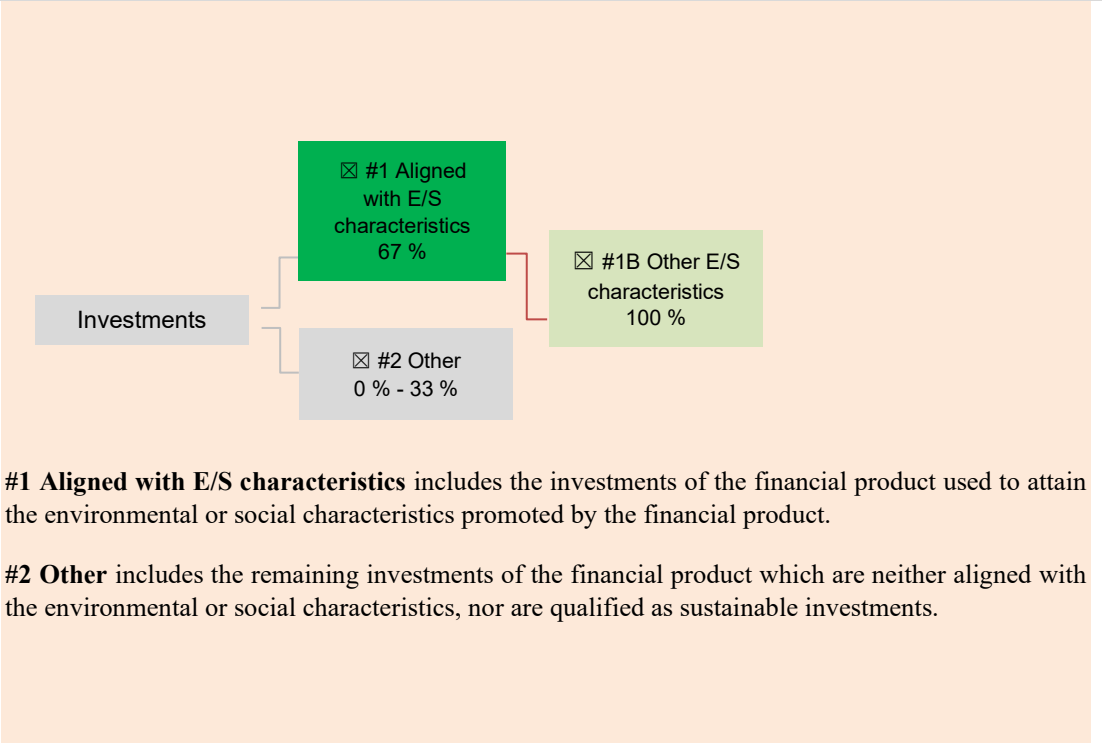 ☒ #1 Aligned
with E/S
characteristics
67 %
☒ #1B Other E/S
characteristics
100 %
Investments
☒ #2 Other
0 % - 33 %
#1 Aligned with E/S characteristics includes the investments of the financial product used to attain
the environmental or social characteristics promoted by the financial product.
#2 Other includes the remaining investments of the financial product which are neither aligned with
the environmental or social characteristics, nor are qualified as sustainable investments.